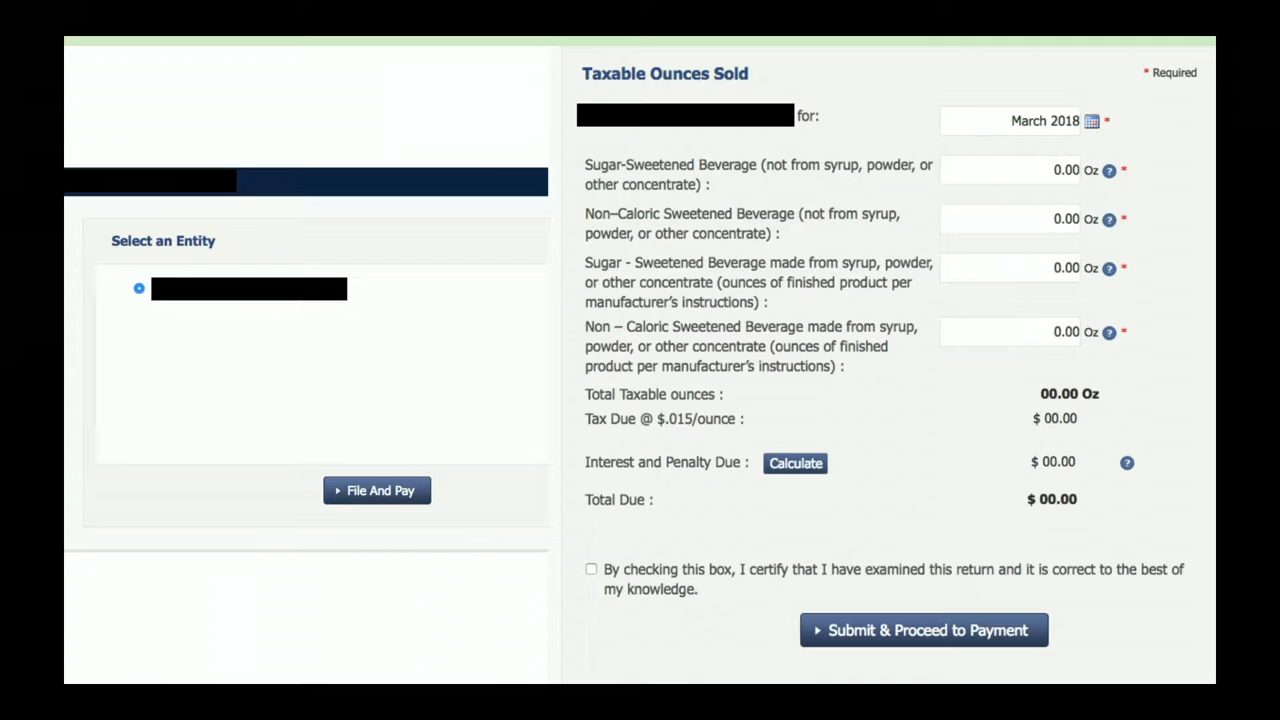 Taxable Ounces Sold
* Required
for:
March 2018 *
Sugar-Sweetened Beverage (not from syrup, powder, or
other concentrate) :
0.00 Oz ? *
Non–Caloric Sweetened Beverage (not from syrup,
powder, or other concentrate) :
0.00 Oz ? *
Sugar - Sweetened Beverage made from syrup, powder,
or other concentrate (ounces of finished product per
manufacturer's instructions) :
0.00 Oz ? *
Non – Caloric Sweetened Beverage made from syrup,
powder, or other concentrate (ounces of finished
product per manufacturer's instructions) :
0.00 Oz ? *
Total Taxable ounces :
00.00 Oz
Tax Due @ $.015/ounce :
$ 00.00
Interest and Penalty Due :
Calculate
$ 00.00
?
Total Due :
$ 00.00
By checking this box, I certify that I have examined this return and it is correct to the best of
my knowledge.
Submit & Proceed to Payment
Select an Entity
File And Pay